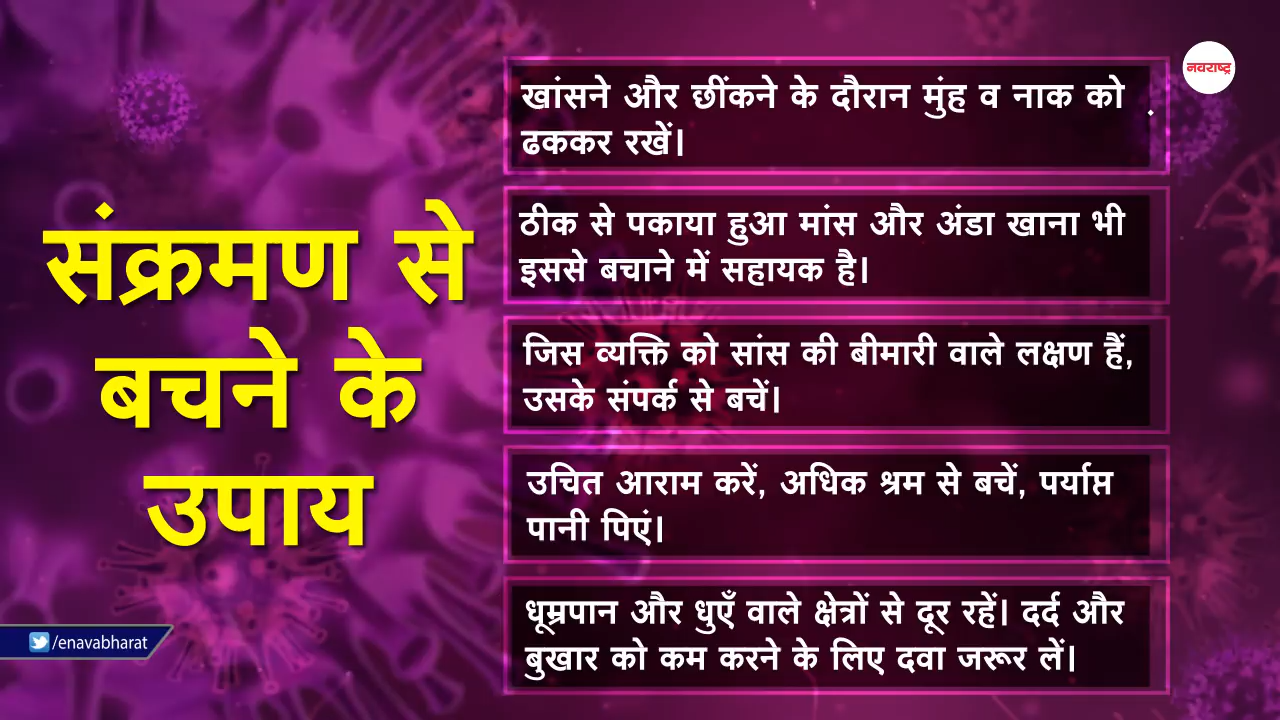 नवराष्ट्र
संक्रमण से
बचने के
उपाय
खांसने और छींकने के दौरान मुंह व नाक को
ढककर रखें।
ठीक से पकाया हुआ मांस और अंडा खाना भी
इससे बचाने में सहायक है।
जिस व्यक्ति को सांस की बीमारी वाले लक्षण हैं,
उसके संपर्क से बचें।
उचित आराम करें, अधिक श्रम से बचें, पर्याप्त
पानी पिएं।
धूम्रपान और धुएँ वाले क्षेत्रों से दूर रहें। दर्द और
बुखार को कम करने के लिए दवा जरूर लें।
/enavabharat